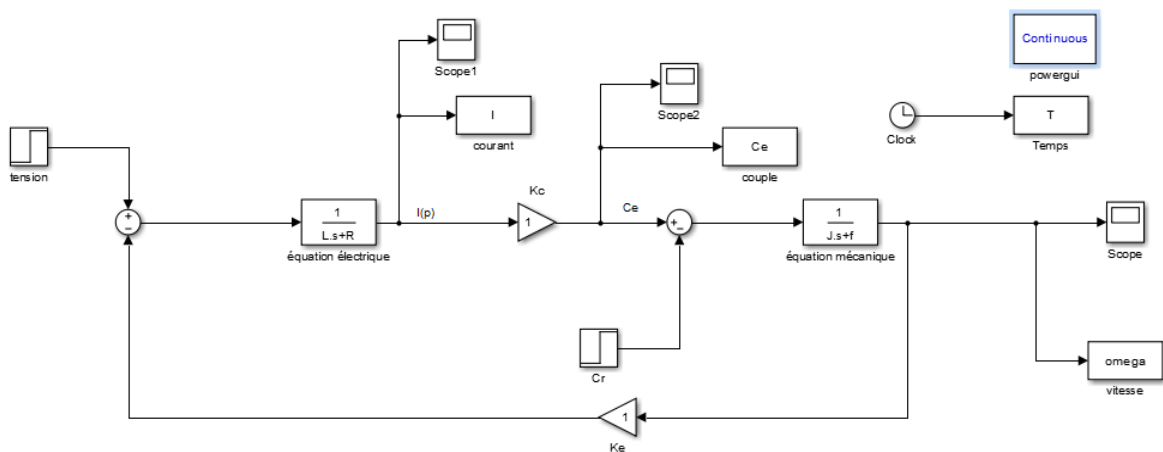 Continuous
powergui
Scope1
I
courant
Scope2
Ce
couple
Clock
T
Temps
tension
+
−
1
L.s+R
équation électrique
I(p)
Kc
1
Ce
+
−
1
J.s+f
équation mécanique
Scope
Cr
omega
vitesse
1
Ke